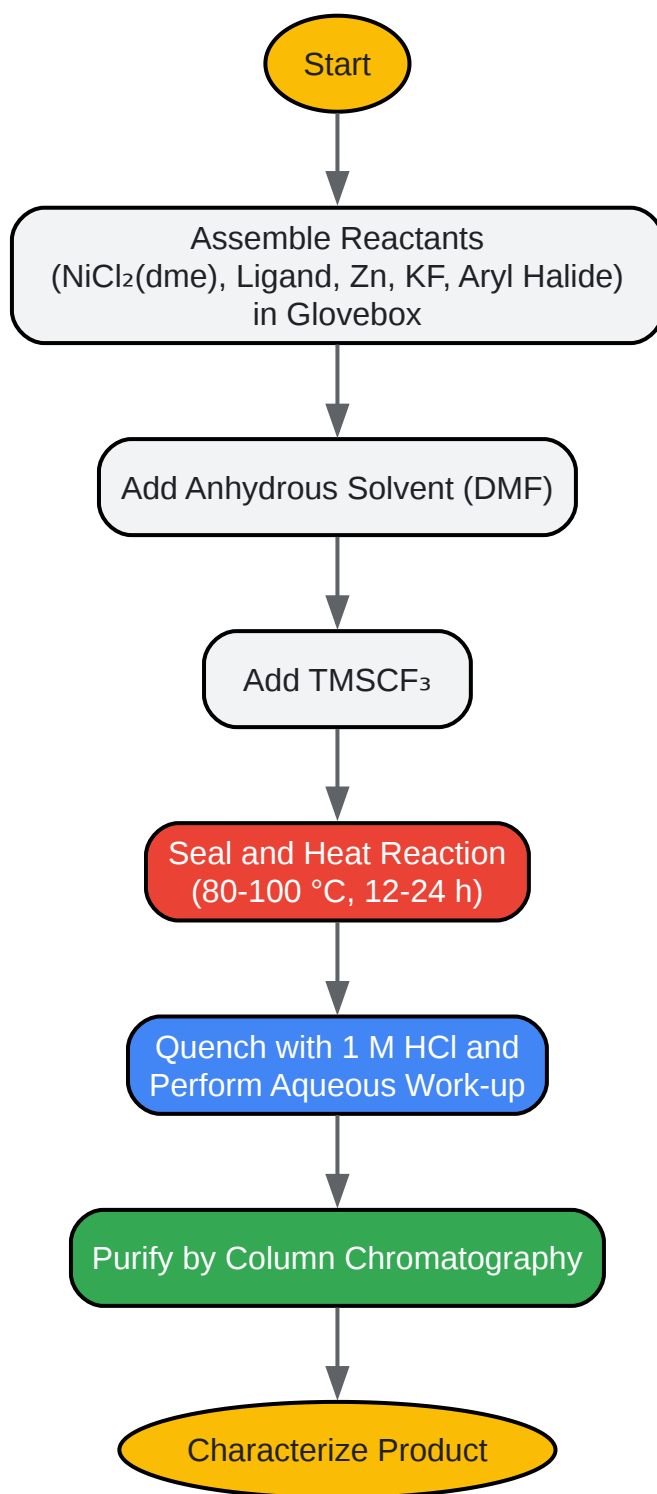 Start
Assemble Reactants
(NiCl₂(dme), Ligand, Zn, KF, Aryl Halide)
in Glovebox
Add Anhydrous Solvent (DMF)
Add TMSCF₃
Seal and Heat Reaction
(80-100 °C, 12-24 h)
Quench with 1 M HCl and
Perform Aqueous Work-up
Purify by Column Chromatography
Characterize Product